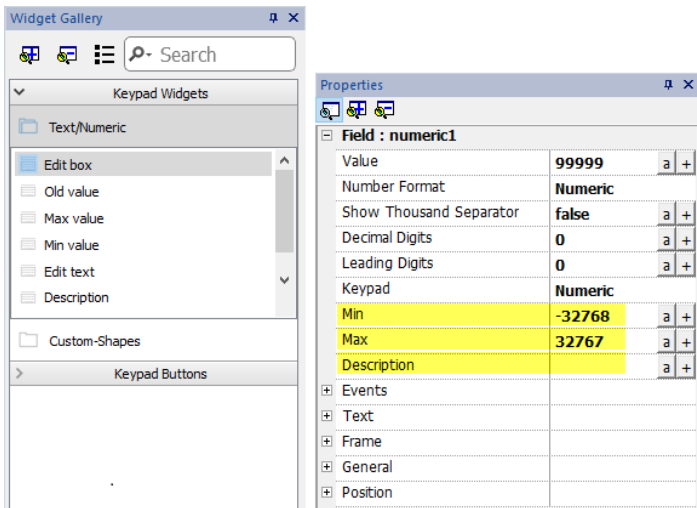 Widget Gallery
Search
Keypad Widgets
Text/Numeric
Edit box
Old value
Max value
Min value
Edit text
Description
Custom-Shapes
Keypad Buttons
Properties
Field : numeric1
Value 99999 a +
Number Format Numeric
Show Thousand Separator false a +
Decimal Digits 0 a +
Leading Digits 0 a +
Keypad Numeric
Min -32768 a +
Max 32767 a +
Description a +
Events
Text
Frame
General
Position